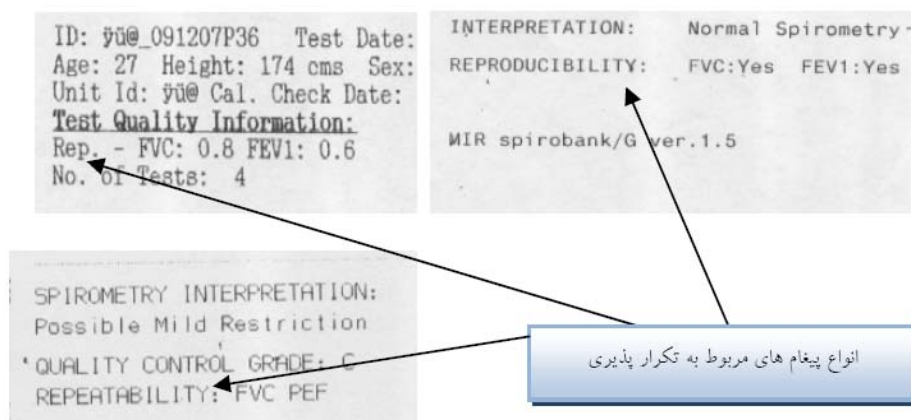 ID: ÿü@_091207P36 Test Date:
Age: 27 Height: 174 cms Sex:
Unit Id: ÿü@ Cal. Check Date:
Test Quality Information:
Rep. - FVC: 0.8 FEV1: 0.6
No. of Tests: 4
INTERPRETATION: Normal Spirometry-
REPRODUCIBILITY: FVC:Yes FEV1:Yes
MIR spirobank/G ver.1.5
SPIROMETRY INTERPRETATION:
Possible Mild Restriction
QUALITY CONTROL GRADE: C
REPEATABILITY: FVC PEF
انواع پیغام های مربوط به تکرار پذیری